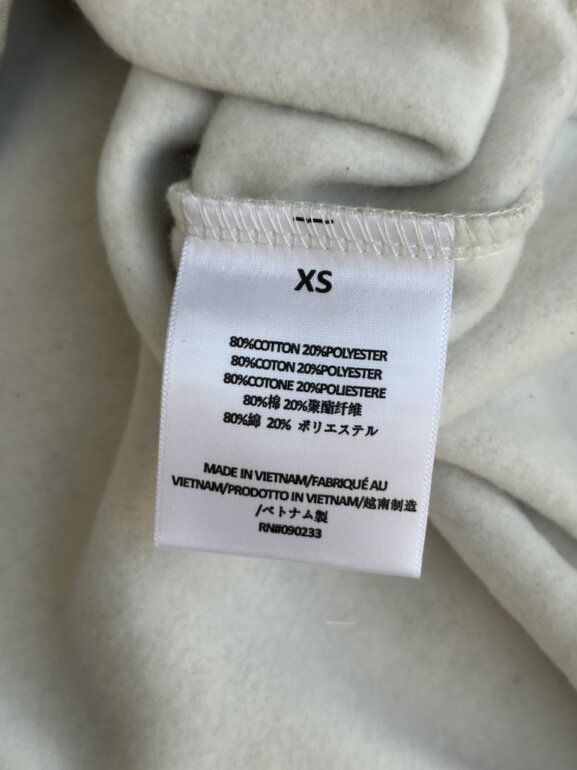 XS
80%COTTON 20%POLYESTER
80%COTON 20%POLYESTER
80%COTONE 20%POLIESTERE
80%棉 20%聚酯纤维
80%綿 20% ポリエステル
MADE IN VIETNAM/FABRIQUÉ AU
VIETNAM/PRODOTTO IN VIETNAM/越南制造
/ベトナム製
RN#090233